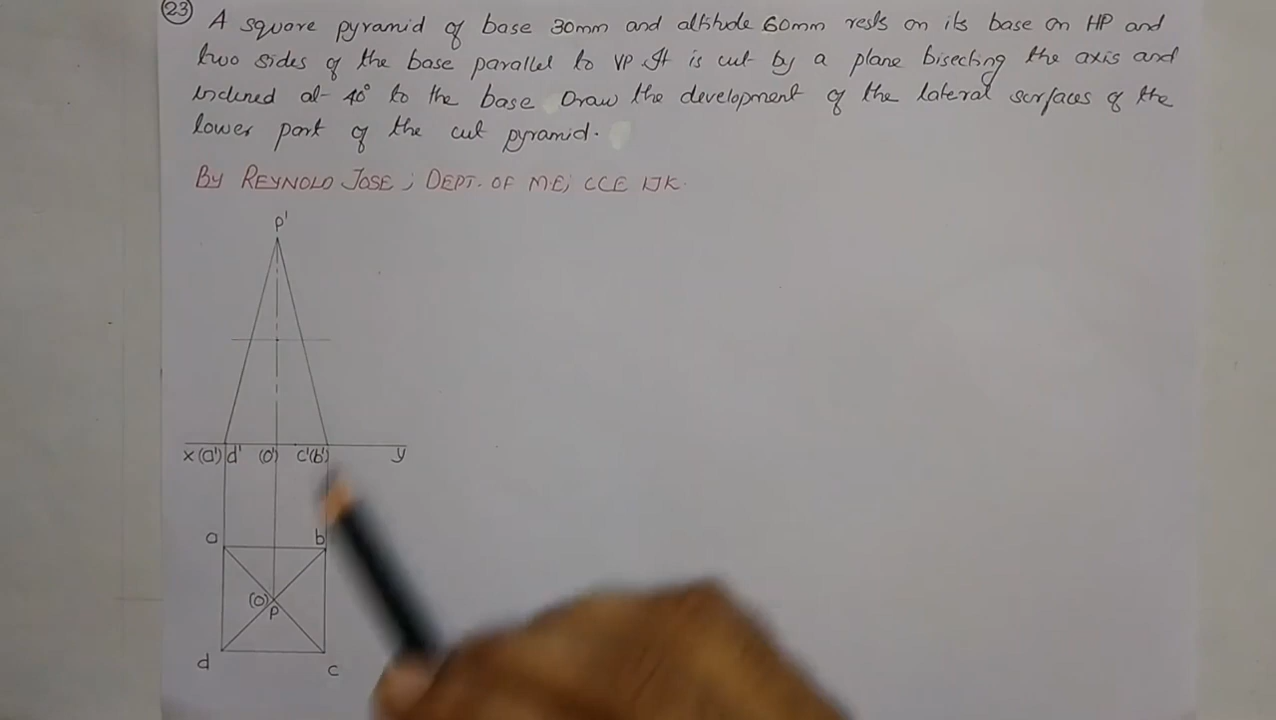 (23) A square pyramid of base 30mm and altitude 60mm rests on its base on HP and
two sides of the base parallel to VP. It is cut by a plane bisecting the axis and
inclined at 40° to the base Draw the development of the lateral surfaces of the
lower part of the cut pyramid.
By REYNOLD JOSE ; DEPT. OF ME; CCE IJK.
p'
x (a') d' (o') c'(b') y
a b
(o) p
d c